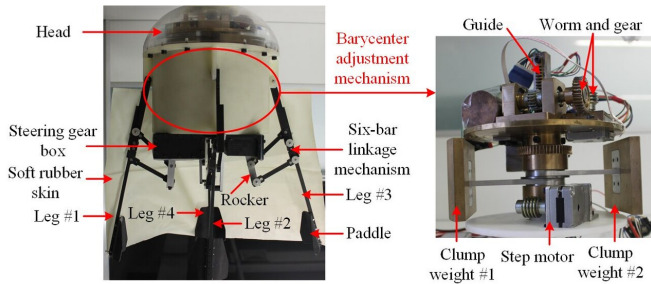 Head
Barycenter
adjustment
mechanism
Steering gear
box
Soft rubber
skin
Leg #1
Leg #4
Rocker
Leg #2
Six-bar
linkage
mechanism
Leg #3
Paddle
Guide
Worm and gear
Clump
weight #1
Step motor
Clump
weight #2